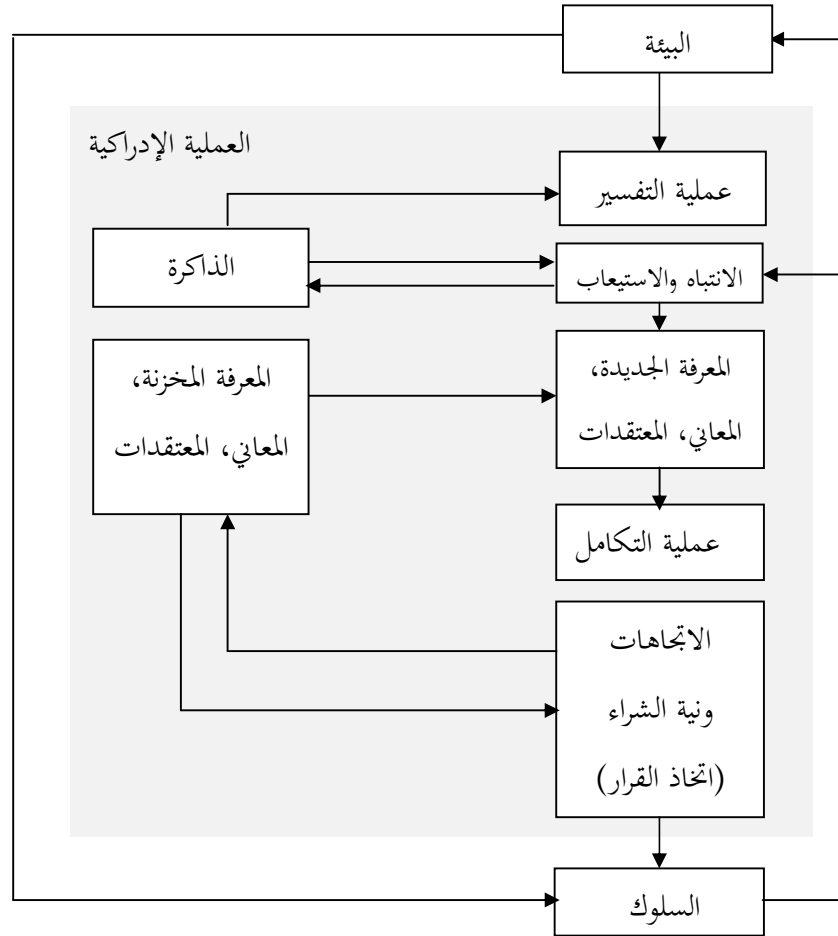 البيئة
العملية الإدراكية
عملية التفسير
الذاكرة
الانتباه والاستيعاب
المعرفة الجديدة،
المعاني، المعتقدات
المعرفة المخزنة،
المعاني، المعتقدات
عملية التكامل
الاتجاهات
ونية الشراء
(اتخاذ القرار)
السلوك